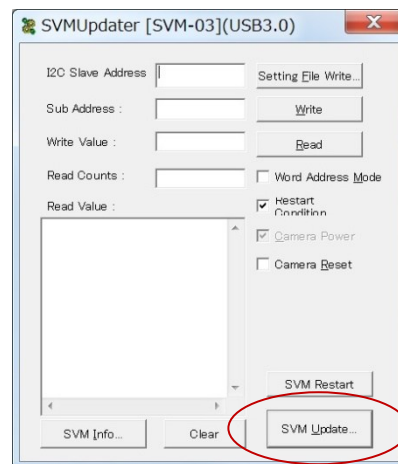 SVMUpdater [SVM-03](USB3.0)
I2C Slave Address
Setting File Write...
Sub Address :
Write
Write Value :
Read
Read Counts :
Word Address Mode
Read Value :
Restart
Condition
Camera Power
Camera Reset
SVM Restart
SVM Info...
Clear
SVM Update...